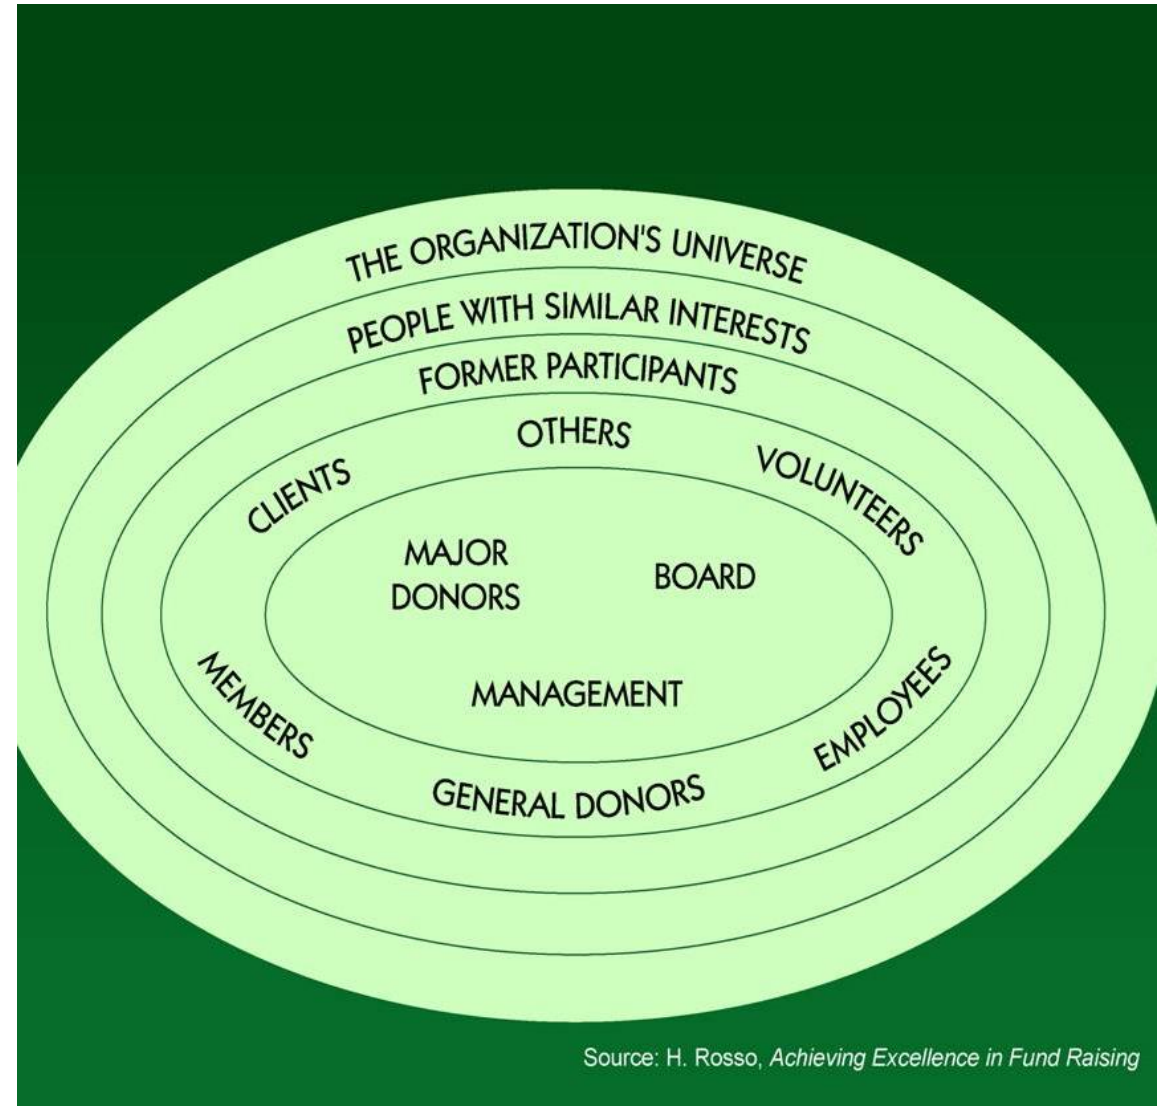 THE ORGANIZATION'S UNIVERSE
PEOPLE WITH SIMILAR INTERESTS
FORMER PARTICIPANTS
OTHERS
CLIENTS
VOLUNTEERS
MAJOR
DONORS
BOARD
MANAGEMENT
MEMBERS
EMPLOYEES
GENERAL DONORS
Source: H. Rosso, Achieving Excellence in Fund Raising